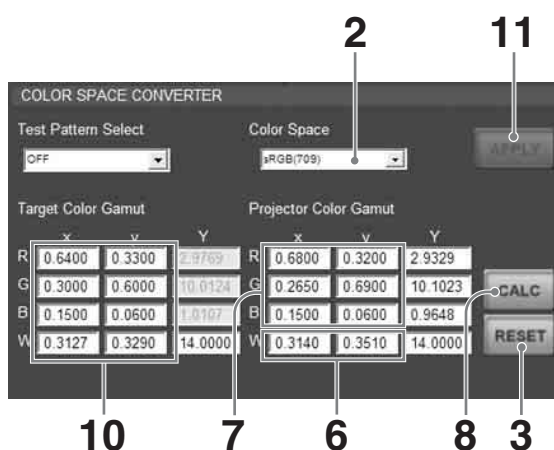 2 11
COLOR SPACE CONVERTER
Test Pattern Select Color Space
OFF sRGB(709) APPLY
Target Color Gamut Projector Color Gamut
x y Y x y Y
R 0.6400 0.3300 2.9769 R 0.6800 0.3200 2.9329
G 0.3000 0.6000 10.0124 G 0.2650 0.6900 10.1023 CALC
B 0.1500 0.0600 1.0107 B 0.1500 0.0600 0.9648
W 0.3127 0.3290 14.0000 W 0.3140 0.3510 14.0000 RESET
10 7 6 8 3